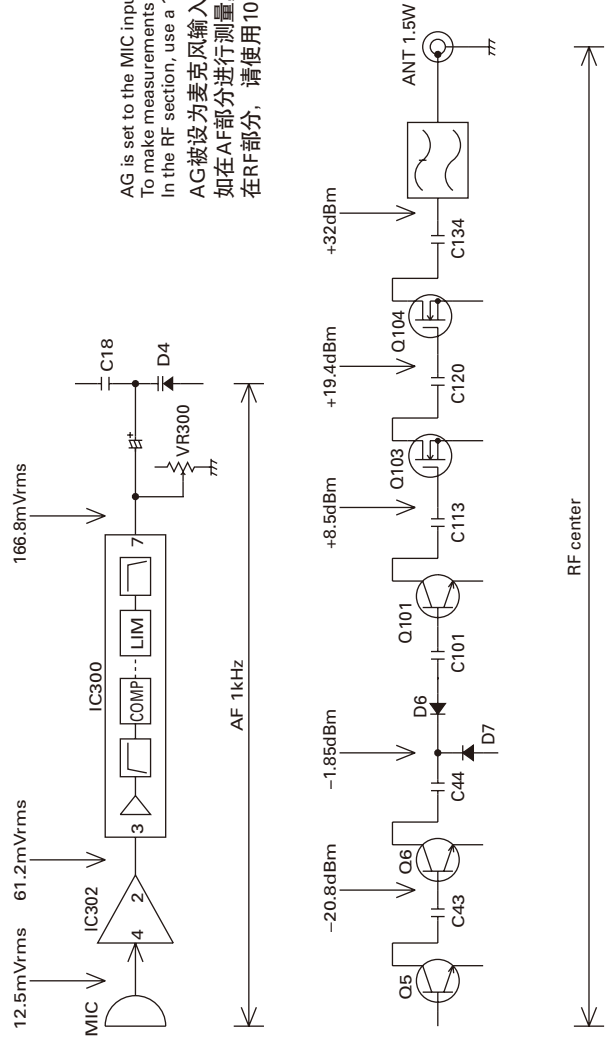 12.5mVrms
61.2mVrms
166.8mVrms
MIC
IC302
4
2
IC300
3
COMP
LIM
7
C18
D4
VR300
AF 1kHz
AG is set to the MIC input
To make measurements
In the RF section, use a
AG被设为麦克风输入
如在AF部分进行测量
在RF部分，请使用10
−20.8dBm
−1.85dBm
+8.5dBm
+19.4dBm
+32dBm
ANT 1.5W
Q5
C43
Q6
C44
D6
D7
C101
Q101
C113
Q103
C120
Q104
C134
RF center